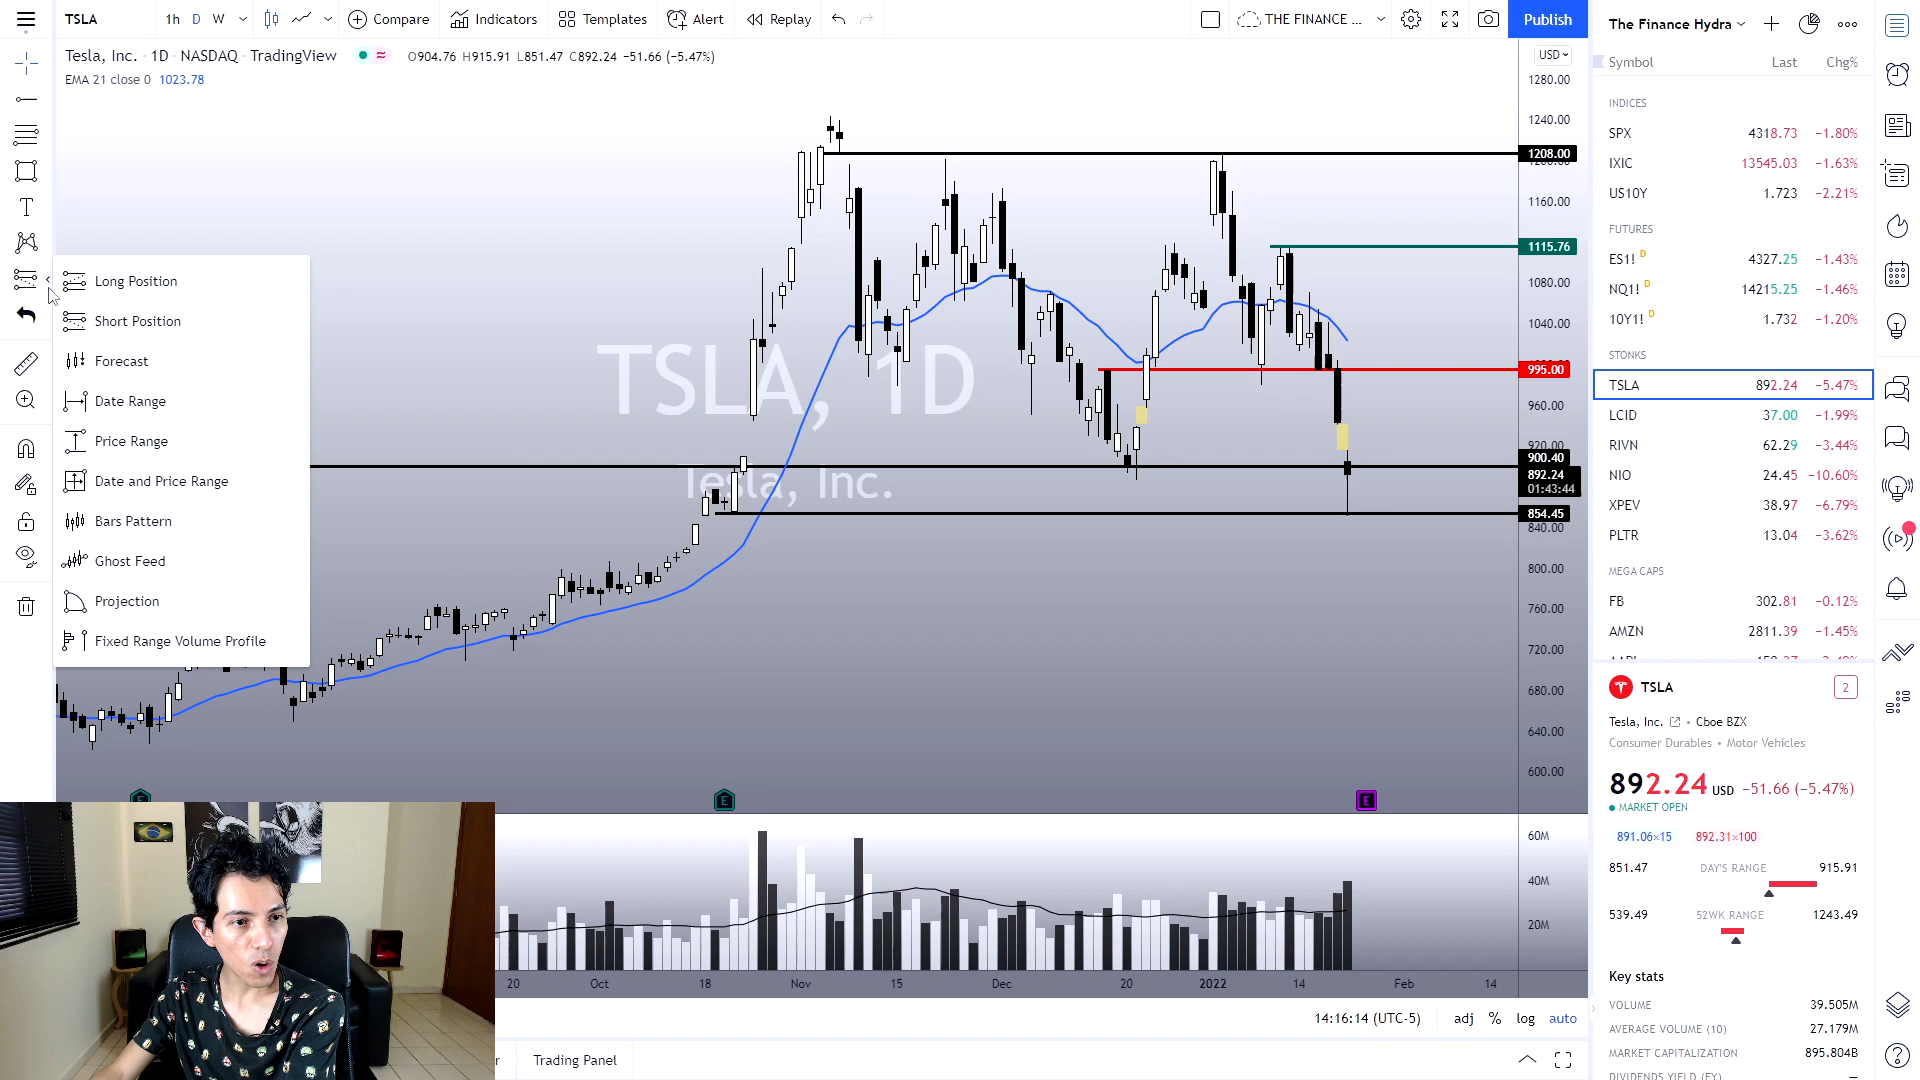 TSLA
1h D W
Compare
Indicators
Templates
Alert
Replay
THE FINANCE ...
Publish
The Finance Hydra
Tesla, Inc. · 1D · NASDAQ · TradingView
O904.76 H915.91 L851.47 C892.24 −51.66 (−5.47%)
EMA 21 close 0 1023.78
USD
1280.00
1240.00
1208.00
1160.00
1115.76
1080.00
1040.00
995.00
960.00
920.00
900.40
892.24
01:43:44
854.45
840.00
800.00
760.00
720.00
680.00
640.00
600.00
TSLA, 1D
Tesla, Inc.
Long Position
Short Position
Forecast
Date Range
Price Range
Date and Price Range
Bars Pattern
Ghost Feed
Projection
Fixed Range Volume Profile
E
E
60M
40M
20M
20 Oct 18 Nov 15 Dec 20 2022 14 Feb 14
14:16:14 (UTC-5) adj % log auto
Trading Panel
Symbol Last Chg%
INDICES
SPX 4318.73 −1.80%
IXIC 13545.03 −1.63%
US10Y 1.723 −2.21%
FUTURES
ES1! D 4327.25 −1.43%
NQ1! D 14215.25 −1.46%
10Y1! D 1.732 −1.20%
STONKS
TSLA 892.24 −5.47%
LCID 37.00 −1.99%
RIVN 62.29 −3.44%
NIO 24.45 −10.60%
XPEV 38.97 −6.79%
PLTR 13.04 −3.62%
MEGA CAPS
FB 302.81 −0.12%
AMZN 2811.39 −1.45%
TSLA 2
Tesla, Inc. • Cboe BZX
Consumer Durables • Motor Vehicles
892.24 USD −51.66 (−5.47%)
MARKET OPEN
891.06×15 892.31×100
851.47 DAY'S RANGE 915.91
539.49 52WK RANGE 1243.49
Key stats
VOLUME 39.505M
AVERAGE VOLUME (10) 27.179M
MARKET CAPITALIZATION 895.804B
DIVIDENDS YIELD (FY) —